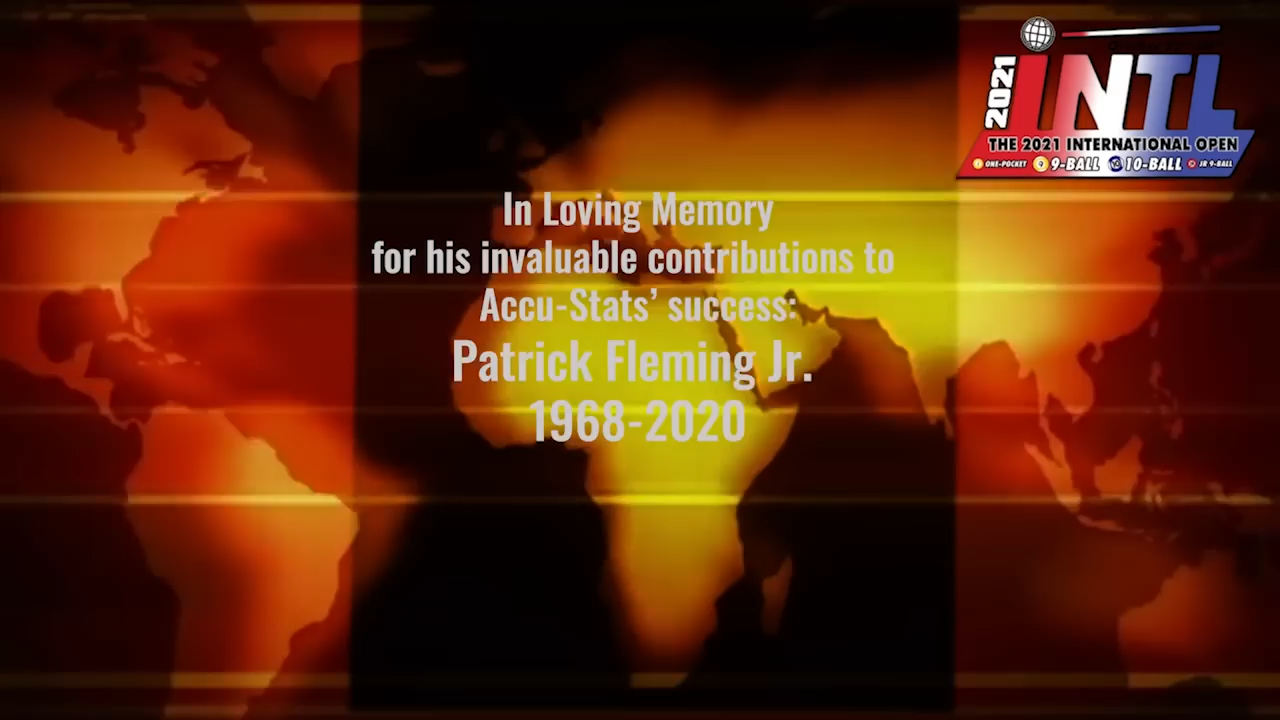 2021
INTL
THE 2021 INTERNATIONAL OPEN
ONE-POCKET 9-BALL 10-BALL JR 9-BALL
In Loving Memory
for his invaluable contributions to
Accu-Stats’ success:
Patrick Fleming Jr.
1968-2020